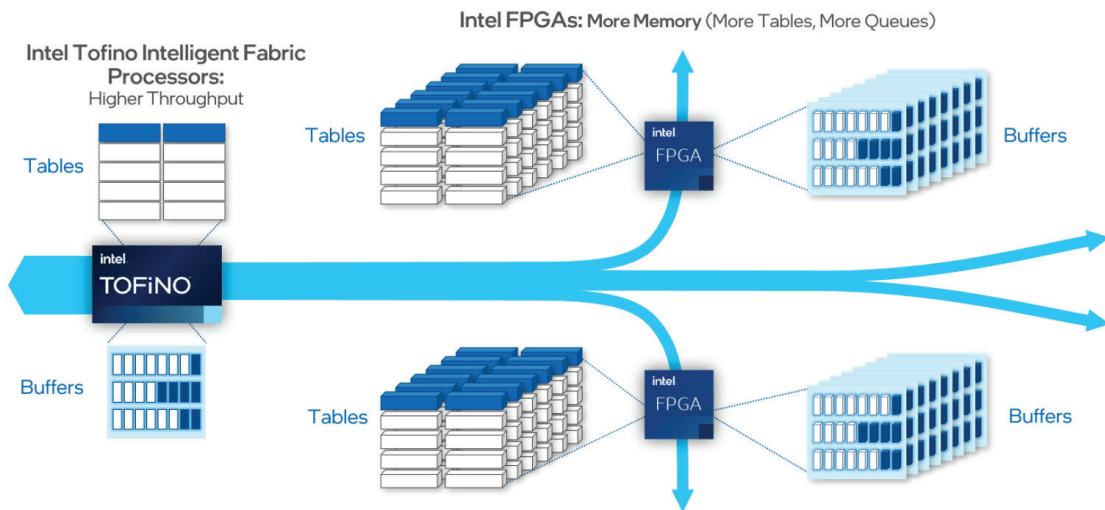 Intel FPGAs: More Memory (More Tables, More Queues)
Intel Tofino Intelligent Fabric
Processors:
Higher Throughput
Tables
intel
TOFiNO
Buffers
Tables
intel
FPGA
Buffers
Tables
intel
FPGA
Buffers